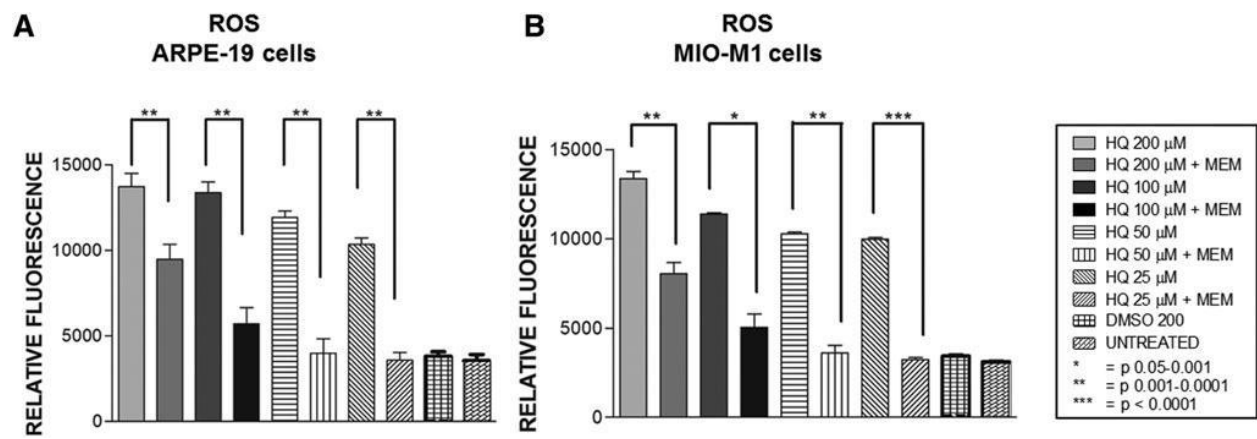 A
ROS
ARPE-19 cells
RELATIVE FLUORESCENCE
15000
10000
5000
0
**
**
**
**
B
ROS
MIO-M1 cells
RELATIVE FLUORESCENCE
15000
10000
5000
0
**
*
**
***
HQ 200 µM
HQ 200 µM + MEM
HQ 100 µM
HQ 100 µM + MEM
HQ 50 µM
HQ 50 µM + MEM
HQ 25 µM
HQ 25 µM + MEM
DMSO 200
UNTREATED
* = p 0.05-0.001
** = p 0.001-0.0001
*** = p < 0.0001